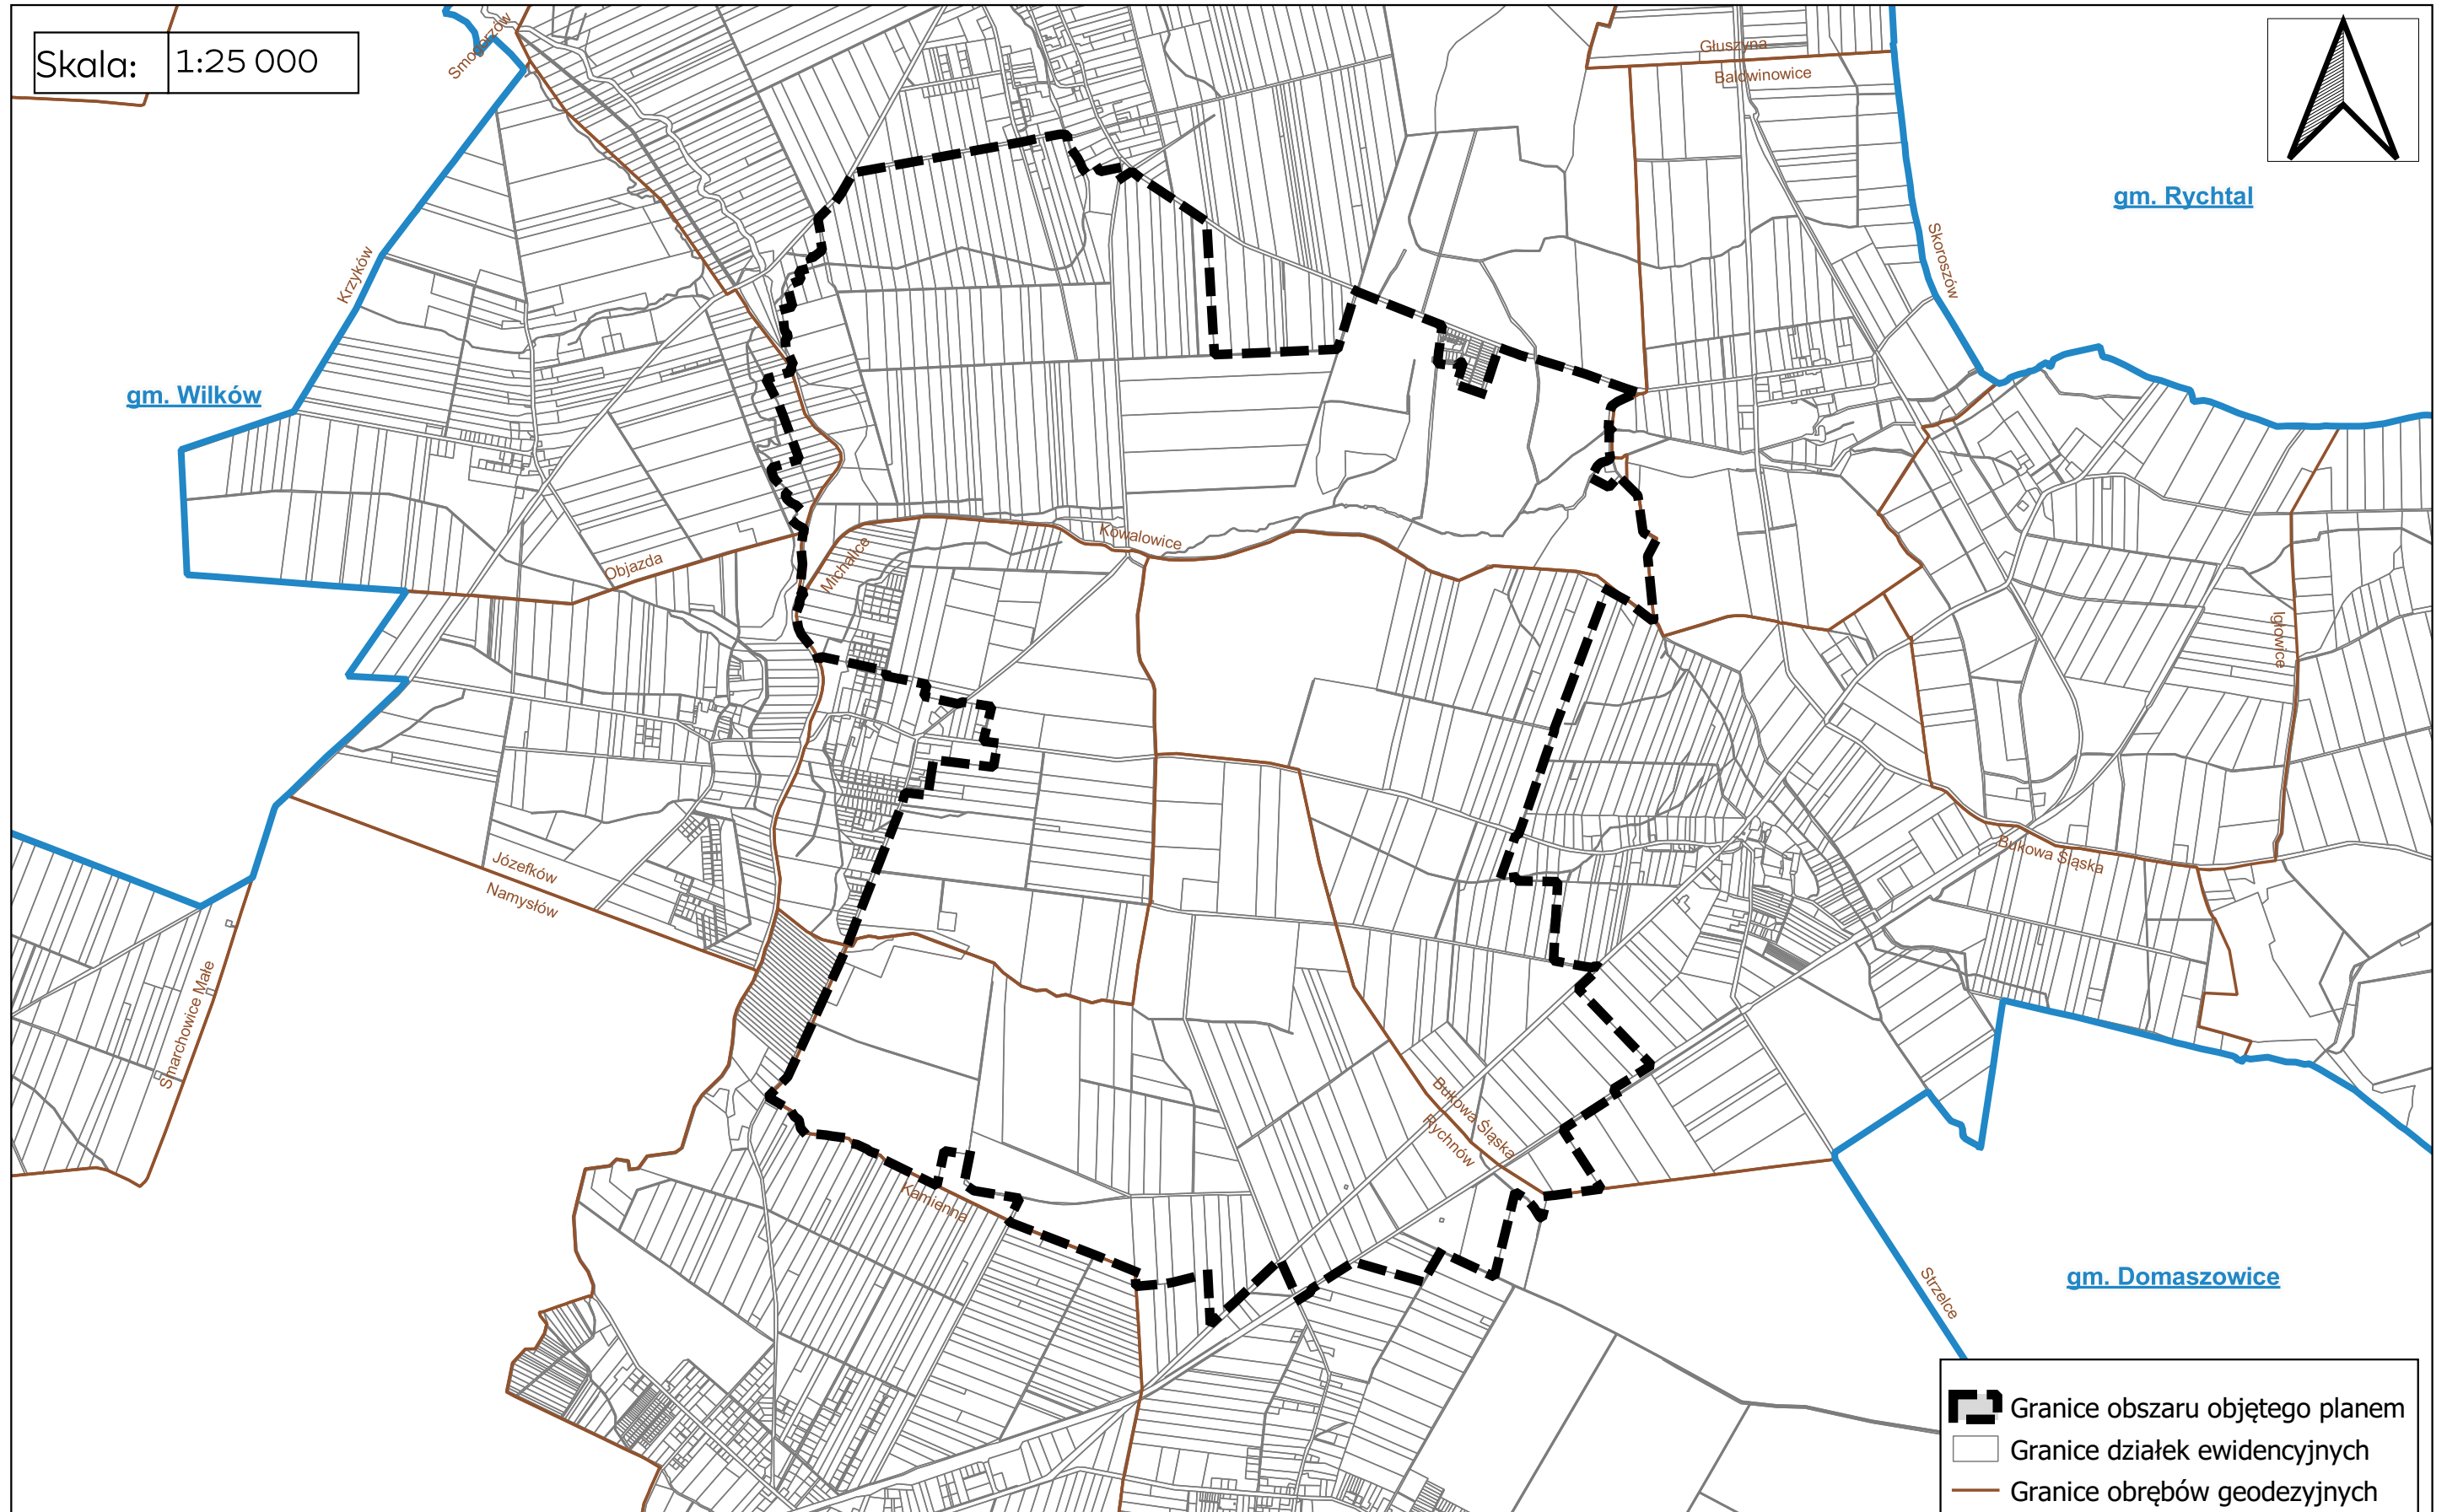 Skala: 1:25 000
Smogorzów
Głuszyna
Baldwinowice
gm. Rychtal
Skoroszów
Krzyków
gm. Wilków
Kowalowice
Michalice
Objazda
Igłowice
Bukowa Śląska
Józefków
Namysłów
Smarchowice Małe
Bukowa Śląska
Rychnów
Kamienna
Strzelce
gm. Domaszowice
Granice obszaru objętego planem
Granice działek ewidencyjnych
Granice obrębów geodezyjnych